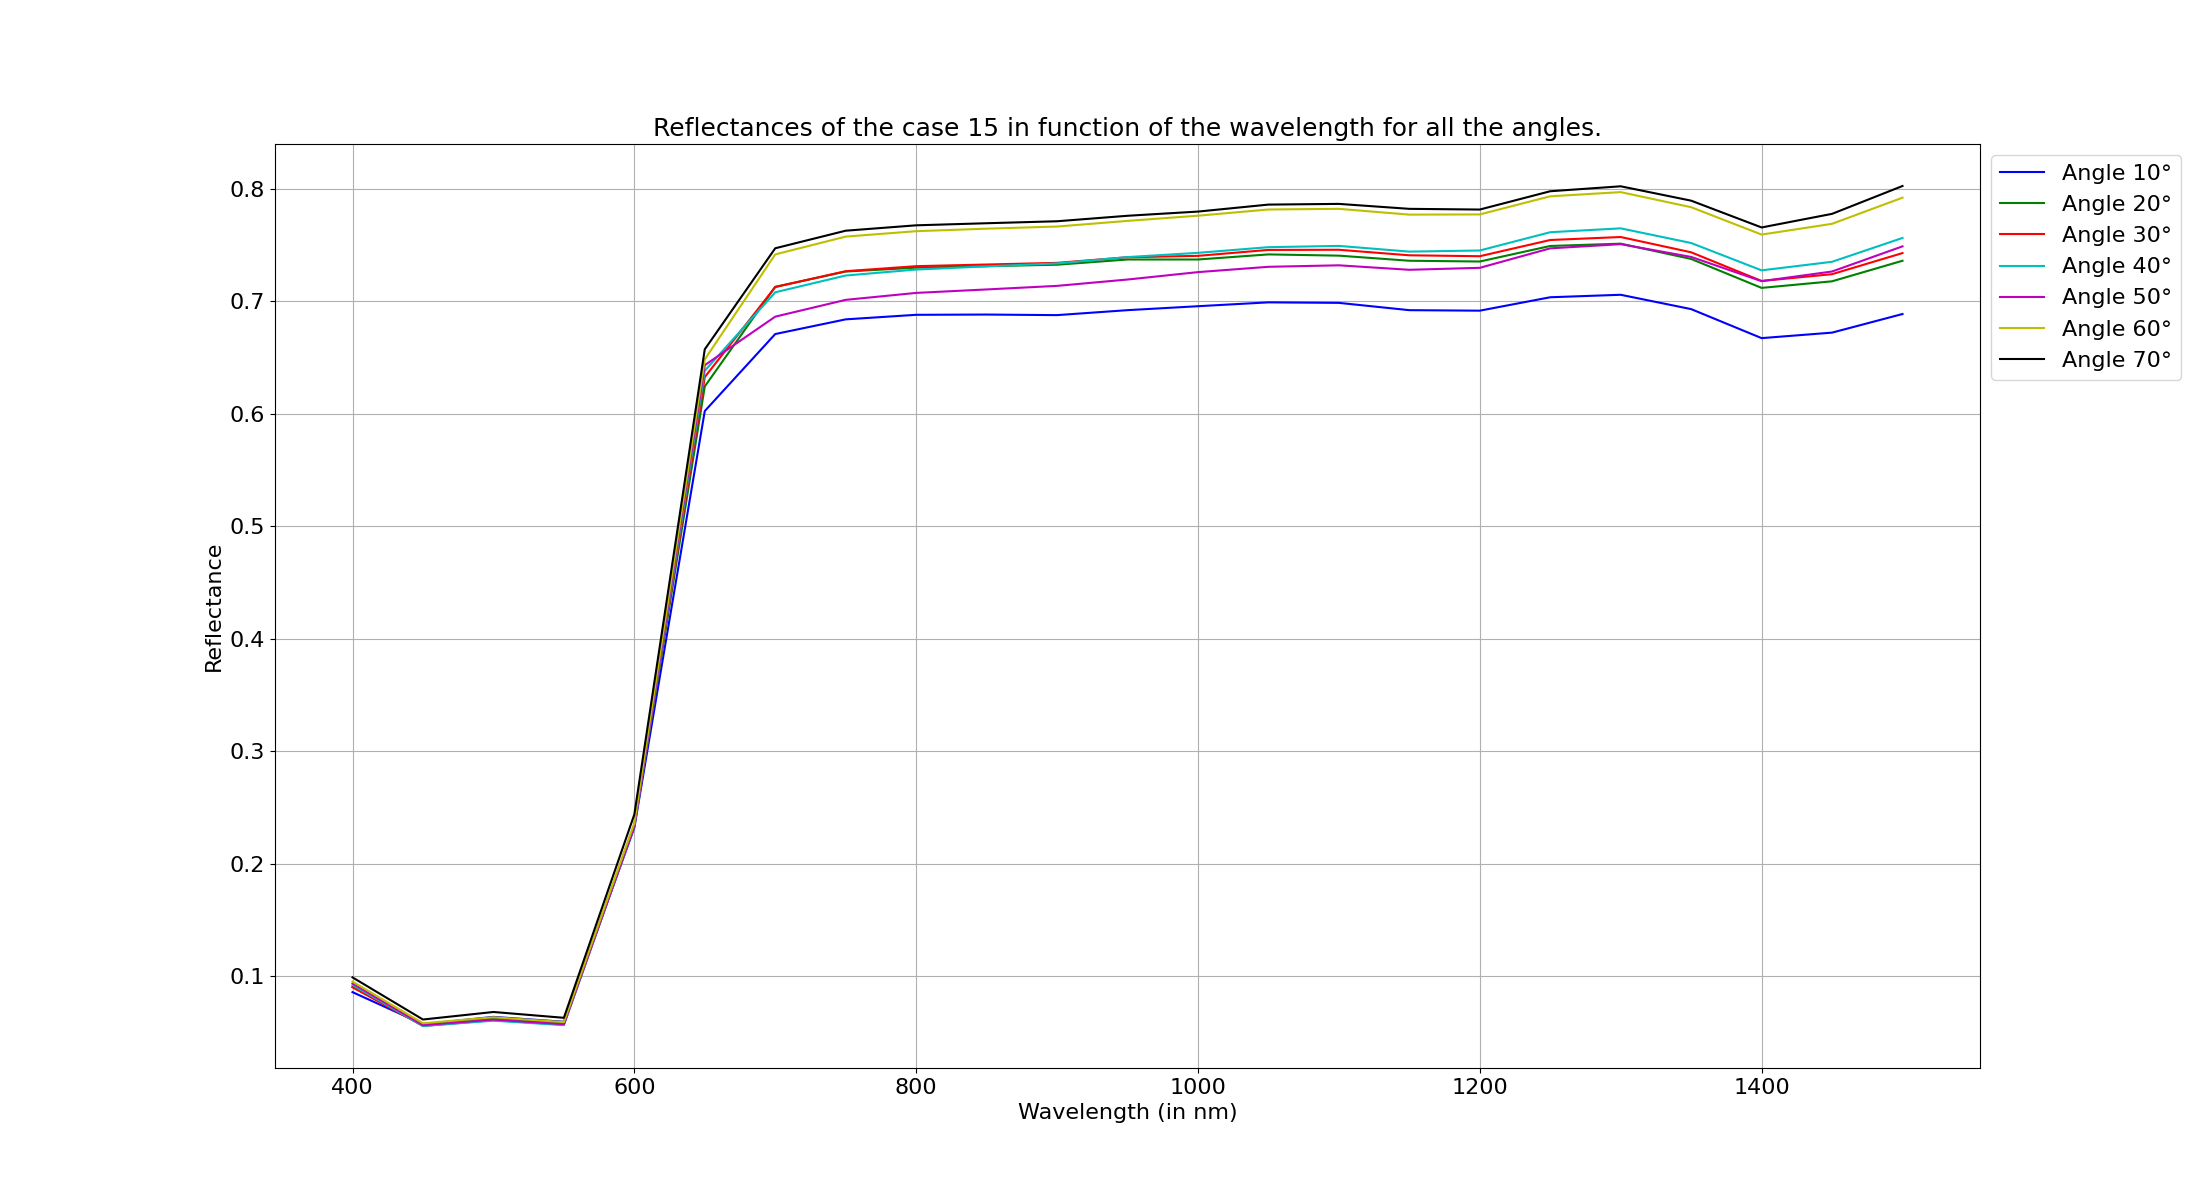 Reflectances of the case 15 in function of the wavelength for all the angles.
Angle 10°
Angle 20°
Angle 30°
Angle 40°
Angle 50°
Angle 60°
Angle 70°
0.8
0.7
0.6
0.5
0.4
0.3
0.2
0.1
Reflectance
400 600 800 1000 1200 1400
Wavelength (in nm)